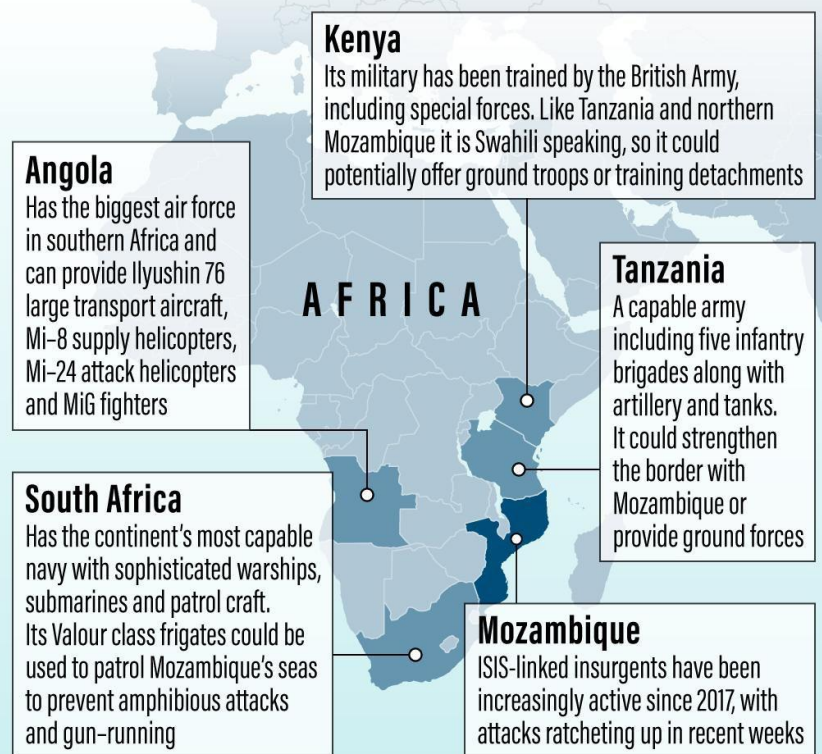 Kenya
Its military has been trained by the British Army,
including special forces. Like Tanzania and northern
Mozambique it is Swahili speaking, so it could
potentially offer ground troops or training detachments
Angola
Has the biggest air force
in southern Africa and
can provide Ilyushin 76
large transport aircraft,
Mi-8 supply helicopters,
Mi-24 attack helicopters
and MiG fighters
AFRICA
Tanzania
A capable army
including five infantry
brigades along with
artillery and tanks.
It could strengthen
the border with
Mozambique or
provide ground forces
South Africa
Has the continent's most capable
navy with sophisticated warships,
submarines and patrol craft.
Its Valour class frigates could be
used to patrol Mozambique's seas
to prevent amphibious attacks
and gun-running
Mozambique
ISIS-linked insurgents have been
increasingly active since 2017, with
attacks ratcheting up in recent weeks